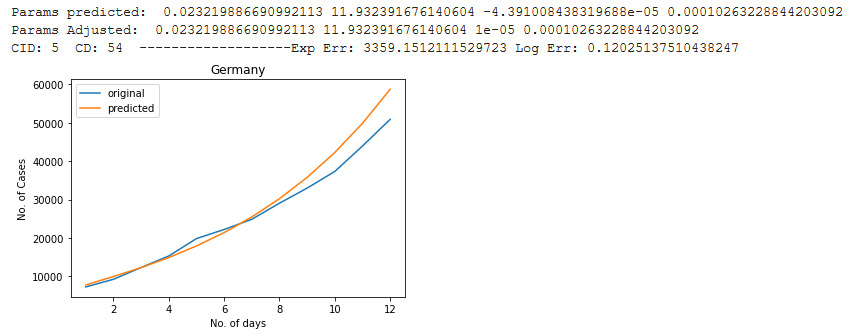 Params predicted:  0.023219886690992113 11.932391676140604 -4.391008438319688e-05 0.00010263228844203092
Params Adjusted:  0.023219886690992113 11.932391676140604 1e-05 0.00010263228844203092
CID: 5  CD: 54  -------------------Exp Err: 3359.1512111529723 Log Err: 0.12025137510438247
Germany
original
predicted
60000
50000
40000
30000
20000
10000
No. of Cases
2 4 6 8 10 12
No. of days